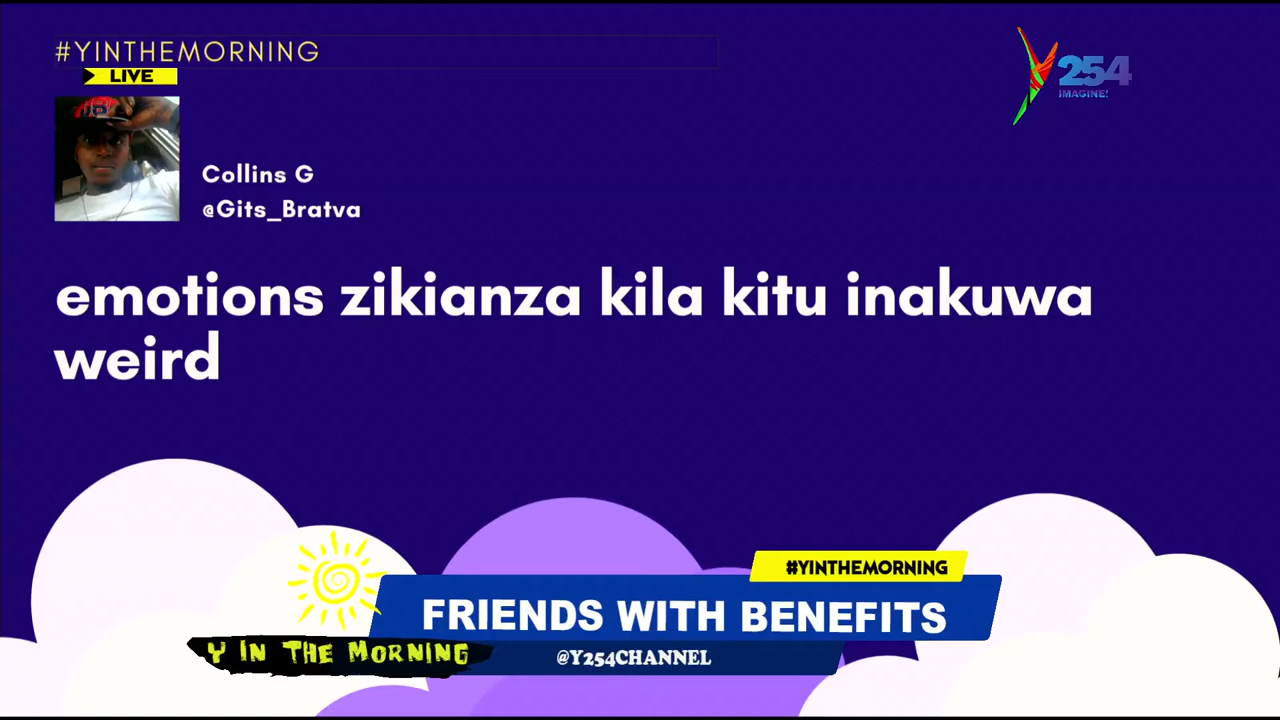 #YINTHEMORNING
LIVE
254
IMAGINE!
Collins G
@Gits_Bratva
emotions zikianza kila kitu inakuwa
weird
#YINTHEMORNING
FRIENDS WITH BENEFITS
Y IN THE MORNING
@Y254CHANNEL